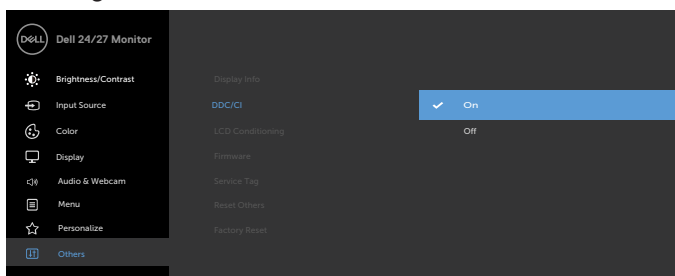 DELL
Dell 24/27 Monitor
Brightness/Contrast
Display Info
Input Source
DDC/CI
On
Color
LCD Conditioning
Off
Display
Firmware
Audio & Webcam
Service Tag
Menu
Reset Others
Personalize
Factory Reset
Others